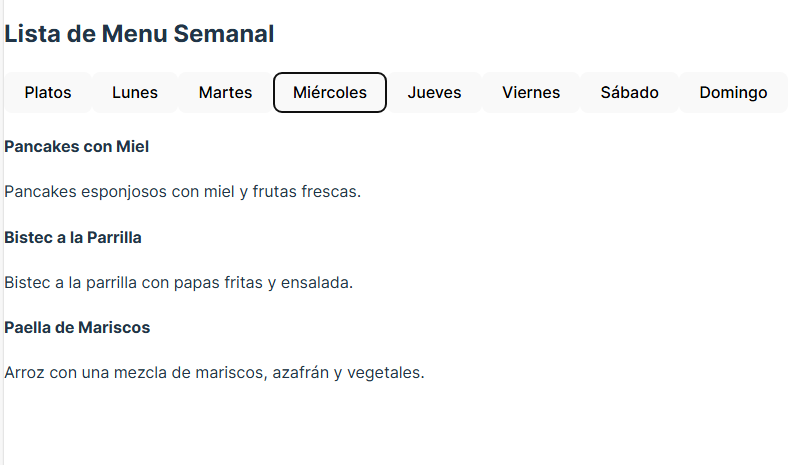 Lista de Menu Semanal
Platos Lunes Martes Miércoles Jueves Viernes Sábado Domingo
Pancakes con Miel
Pancakes esponjosos con miel y frutas frescas.
Bistec a la Parrilla
Bistec a la parrilla con papas fritas y ensalada.
Paella de Mariscos
Arroz con una mezcla de mariscos, azafrán y vegetales.